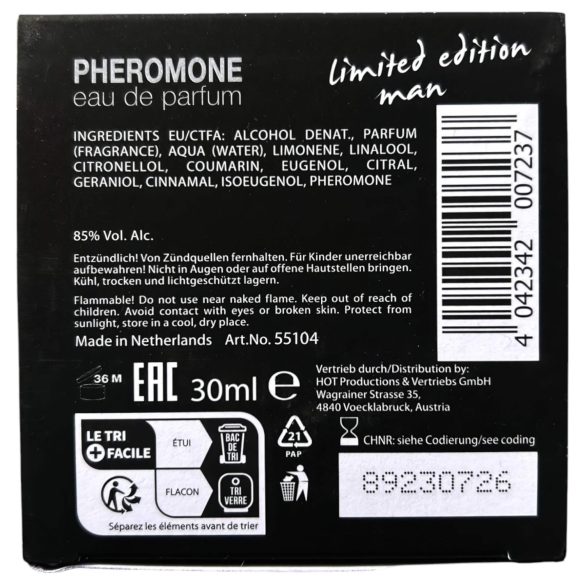 PHEROMONE
eau de parfum
limited edition
man
INGREDIENTS EU/CTFA: ALCOHOL DENAT., PARFUM
(FRAGRANCE), AQUA (WATER), LIMONENE, LINALOOL,
CITRONELLOL, COUMARIN, EUGENOL, CITRAL,
GERANIOL, CINNAMAL, ISOEUGENOL, PHEROMONE
4 042342 007237
85% Vol. Alc.
Entzündlich! Von Zündquellen fernhalten. Für Kinder unerreichbar
aufbewahren! Nicht in Augen oder auf offene Hautstellen bringen.
Kühl, trocken und lichtgeschützt lagern.
Flammable! Do not use near naked flame. Keep out of reach of
children. Avoid contact with eyes or broken skin. Protect from
sunlight, store in a cool, dry place.
Made in Netherlands Art.No. 55104
36 M
EAC
30ml e
Vertrieb durch/Distribution by:
HOT Productions & Vertriebs GmbH
Wagrainer Strasse 35,
4840 Voecklabruck, Austria
LE TRI
+ FACILE
ÉTUI
BAC
DE TRI
FLACON
TRI
VERRE
Séparez les éléments avant de trier
21
PAP
CHNR: siehe Codierung/see coding
89230726